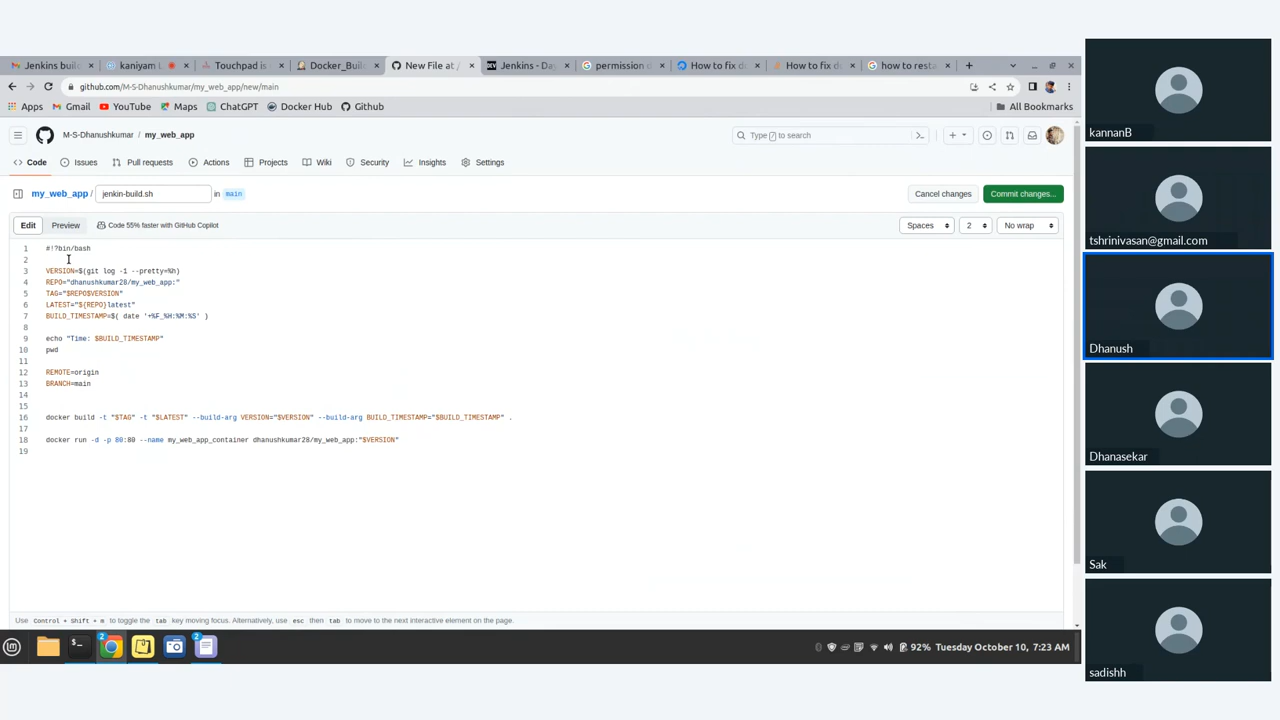 Jenkins buil
kaniyam L
Touchpad is
Docker_Buil
New File at /
Jenkins - Day
permission d
How to fix d
How to fix d
how to resta
github.com/M-S-Dhanushkumar/my_web_app/new/main
Apps Gmail YouTube Maps ChatGPT Docker Hub Github All Bookmarks
M-S-Dhanushkumar / my_web_app
Type / to search
Code Issues Pull requests Actions Projects Wiki Security Insights Settings
my_web_app / jenkin-build.sh in main
Cancel changes Commit changes...
Edit Preview Code 55% faster with GitHub Copilot Spaces 2 No wrap
1 #!?bin/bash
2
3 VERSION=$(git log -1 --pretty=%h)
4 REPO="dhanushkumar28/my_web_app:"
5 TAG="$REPO$VERSION"
6 LATEST="${REPO}latest"
7 BUILD_TIMESTAMP=$( date '+%F_%H:%M:%S' )
8
9 echo "Time: $BUILD_TIMESTAMP"
10 pwd
11
12 REMOTE=origin
13 BRANCH=main
14
15
16 docker build -t "$TAG" -t "$LATEST" --build-arg VERSION="$VERSION" --build-arg BUILD_TIMESTAMP="$BUILD_TIMESTAMP" .
17
18 docker run -d -p 80:80 --name my_web_app_container dhanushkumar28/my_web_app:"$VERSION"
19
Use Control + Shift + m to toggle the tab key moving focus. Alternatively, use esc then tab to move to the next interactive element on the page.
2 2
92% Tuesday October 10, 7:23 AM
kannanB
tshrinivasan@gmail.com
Dhanush
Dhanasekar
Sak
sadishh